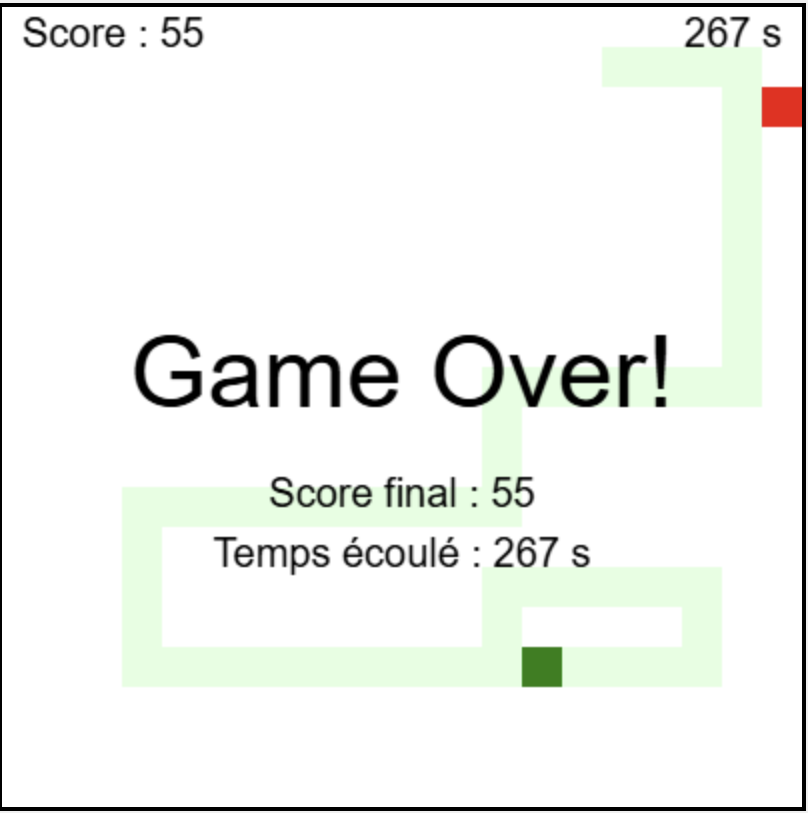 Score : 55
267 s
Game Over!
Score final : 55
Temps écoulé : 267 s